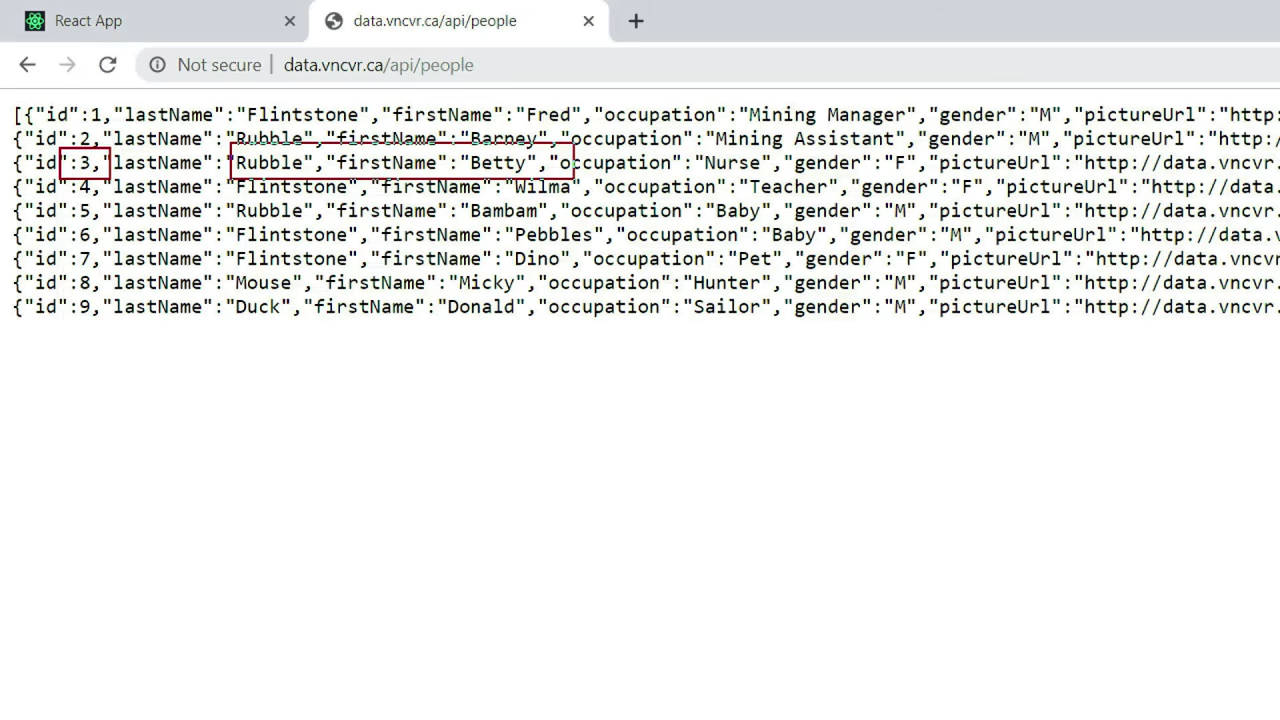 React App
data.vncvr.ca/api/people
Not secure | data.vncvr.ca/api/people
[{"id":1,"lastName":"Flintstone","firstName":"Fred","occupation":"Mining Manager","gender":"M","pictureUrl":"http:
{"id":2,"lastName":"Rubble","firstName":"Barney","occupation":"Mining Assistant","gender":"M","pictureUrl":"http:/
{"id":3,"lastName":"Rubble","firstName":"Betty","occupation":"Nurse","gender":"F","pictureUrl":"http://data.vncvr.
{"id":4,"lastName":"Flintstone","firstName":"Wilma","occupation":"Teacher","gender":"F","pictureUrl":"http://data.
{"id":5,"lastName":"Rubble","firstName":"Bambam","occupation":"Baby","gender":"M","pictureUrl":"http://data.vncvr.
{"id":6,"lastName":"Flintstone","firstName":"Pebbles","occupation":"Baby","gender":"M","pictureUrl":"http://data.v
{"id":7,"lastName":"Flintstone","firstName":"Dino","occupation":"Pet","gender":"F","pictureUrl":"http://data.vncvr
{"id":8,"lastName":"Mouse","firstName":"Micky","occupation":"Hunter","gender":"M","pictureUrl":"http://data.vncvr.
{"id":9,"lastName":"Duck","firstName":"Donald","occupation":"Sailor","gender":"M","pictureUrl":"http://data.vncvr.